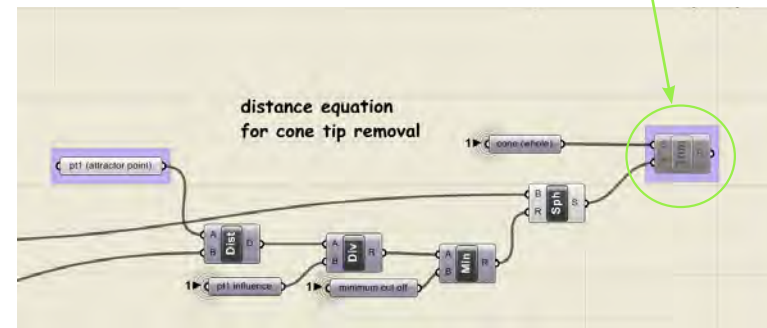 distance equation
for cone tip removal
1 cone (whole)
Trim
pt1 (attractor point)
B
R
Sph
S
A
B
Dist
D
A
B
Div
R
A
B
Min
R
1 pt1 influence
1 minimum cut off